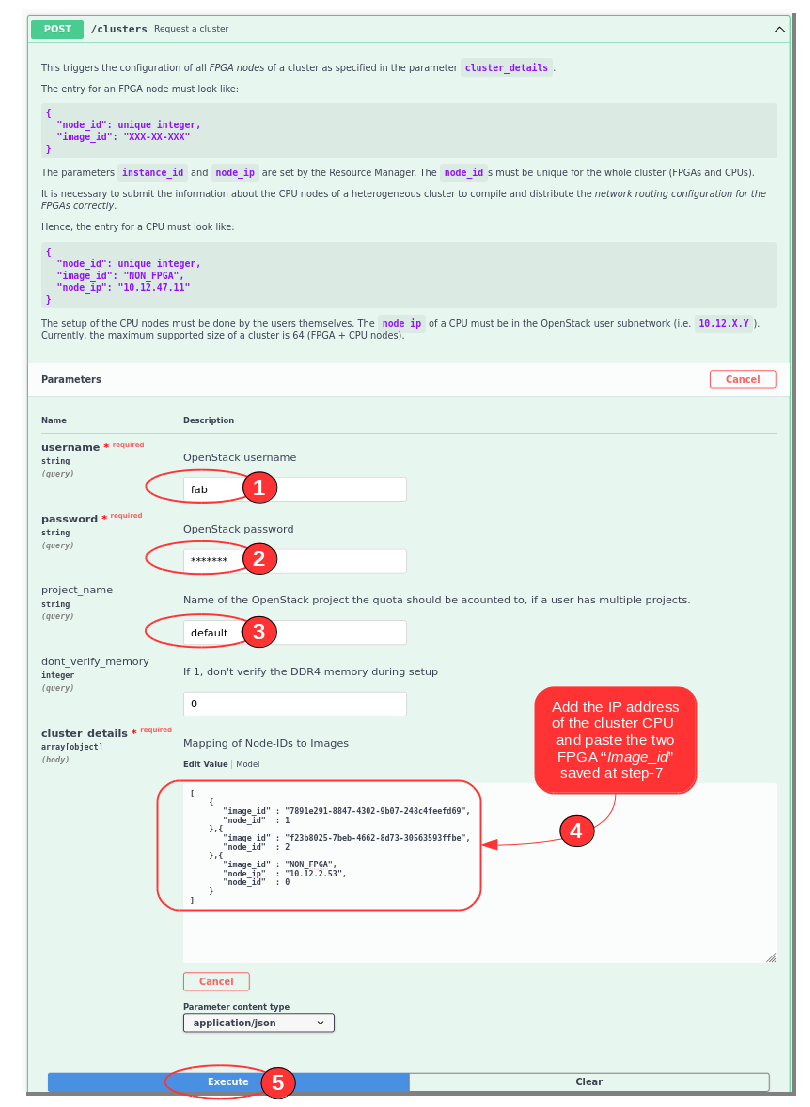 POST /clusters Request a cluster
This triggers the configuration of all FPGA nodes of a cluster as specified in the parameter cluster_details .
The entry for an FPGA node must look like:
{
"node_id": unique integer,
"image_id": "XXX-XX-XXX"
}
The parameters instance_id and node_ip are set by the Resource Manager. The node_id s must be unique for the whole cluster (FPGAs and CPUs).
It is necessary to submit the information about the CPU nodes of a heterogeneous cluster to compile and distribute the network routing configuration for the
FPGAs correctly.
Hence, the entry for a CPU must look like:
{
"node_id": unique integer,
"image_id": "NON_FPGA",
"node_ip": "10.12.47.11"
}
The setup of the CPU nodes must be done by the users themselves. The node_ip of a CPU must be in the OpenStack user subnetwork (i.e. 10.12.X.Y ).
Currently, the maximum supported size of a cluster is 64 (FPGA + CPU nodes).
Parameters Cancel
Name Description
username * required
string
(query)
OpenStack username
fab 1
password * required
string
(query)
OpenStack password
******* 2
project_name
string
(query)
Name of the OpenStack project the quota should be acounted to, if a user has multiple projects.
default 3
dont_verify_memory
integer
(query)
If 1, don't verify the DDR4 memory during setup
0
cluster_details * required
array[object]
(body)
Mapping of Node-IDs to Images
Edit Value | Model
[
{
"image_id" : "7891e291-8847-4302-9b07-248c4feefd69",
"node_id" : 1
},{
"image_id" : "f23b8025-7beb-4662-8d73-30563593ffbe",
"node_id" : 2
},{
"image_id" : "NON_FPGA",
"node_ip" : "10.12.2.53",
"node_id" : 0
}
]
Add the IP address
of the cluster CPU
and paste the two
FPGA “Image_id”
saved at step-7
4
Cancel
Parameter content type
application/json
Execute 5 Clear